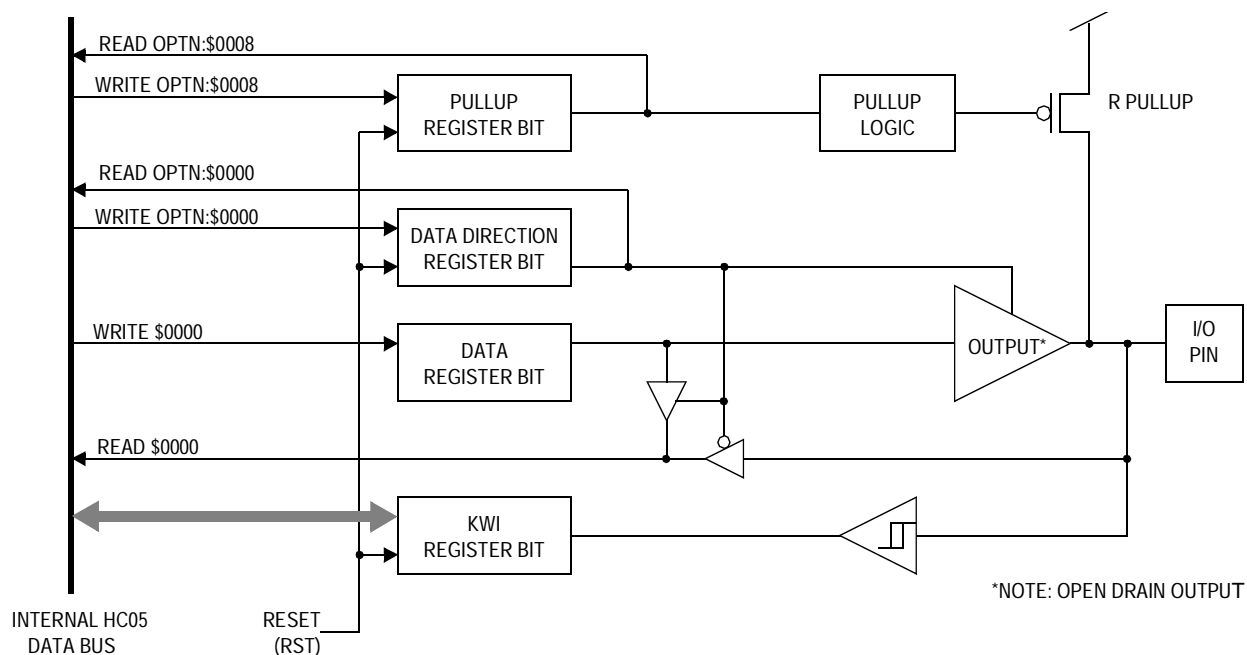 READ OPTN:$0008
WRITE OPTN:$0008
PULLUP
REGISTER BIT
PULLUP
LOGIC
R PULLUP
READ OPTN:$0000
WRITE OPTN:$0000
DATA DIRECTION
REGISTER BIT
WRITE $0000
DATA
REGISTER BIT
OUTPUT*
I/O
PIN
READ $0000
KWI
REGISTER BIT
*NOTE: OPEN DRAIN OUTPUT
INTERNAL HC05
DATA BUS
RESET
(RST)